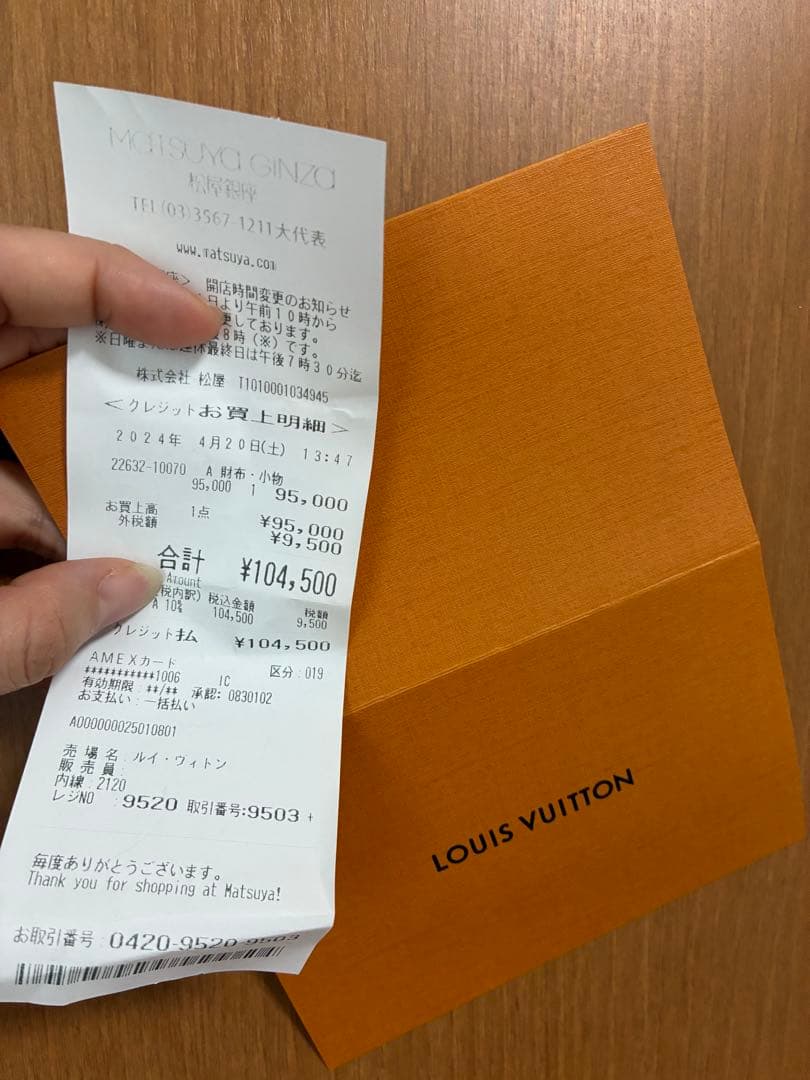 MATSUYA GINZA
松屋銀座
TEL(03)3567-1211大代表
www.matsuya.com
座> 開店時間変更のお知らせ
日より午前10時から
更しております。
8時(※)です。
※日曜 連休最終日は午後7時30分迄
株式会社 松屋 T1010001034945
<クレジットお買上明細>
2024年 4月20日(土) 13:47
22632-10070 A 財布・小物
95,000 1 95,000
お買上高 1点 ¥95,000
外税額 ¥9,500
合計 ¥104,500
Amount
税内訳) 税込金額 税額
A 10% 104,500 9,500
クレジット払 ¥104,500
AMEXカード 区分:019
***********1006 IC
有効期限:**/** 承認:0830102
お支払い:一括払い
A000000025010801
売場名:ルイ・ヴィトン
販売員:
内線:2120
レジNO :9520 取引番号:9503 +
毎度ありがとうございます。
Thank you for shopping at Matsuya!
お取引番号:0420-9520-9503
LOUIS VUITTON